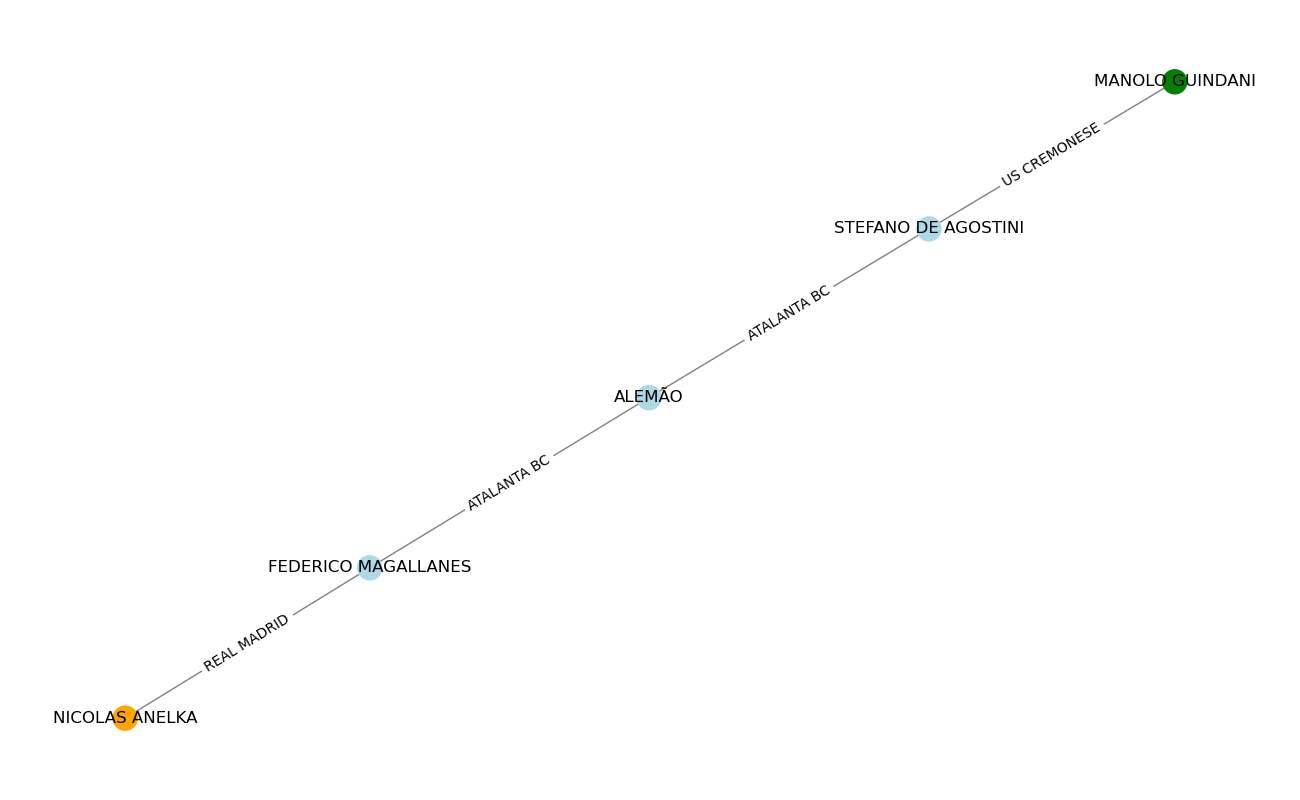 MANOLO GUINDANI
US CREMONESE
STEFANO DE AGOSTINI
ATALANTA BC
ALEMÃO
ATALANTA BC
FEDERICO MAGALLANES
REAL MADRID
NICOLAS ANELKA